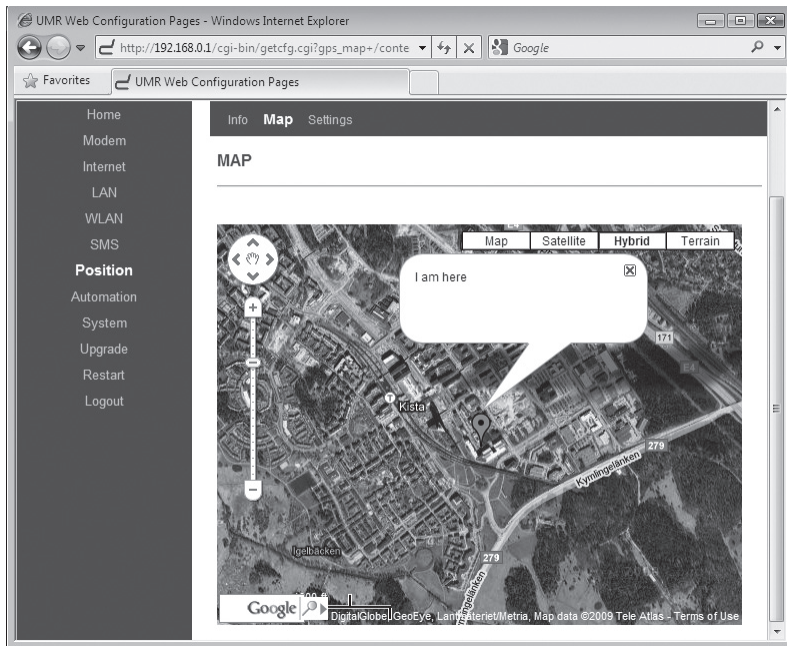 UMR Web Configuration Pages - Windows Internet Explorer
http://192.168.0.1/cgi-bin/getcfg.cgi?gps_map+/conte
Google
Favorites
UMR Web Configuration Pages
Home
Modem
Internet
LAN
WLAN
SMS
Position
Automation
System
Upgrade
Restart
Logout
Info Map Settings
MAP
Map Satellite Hybrid Terrain
I am here
171
E4
T
Kista
279
Kymlingelänken
Igelbäcken
279
Google
DigitalGlobe, GeoEye, Lantmateriet/Metria, Map data ©2009 Tele Atlas - Terms of Use